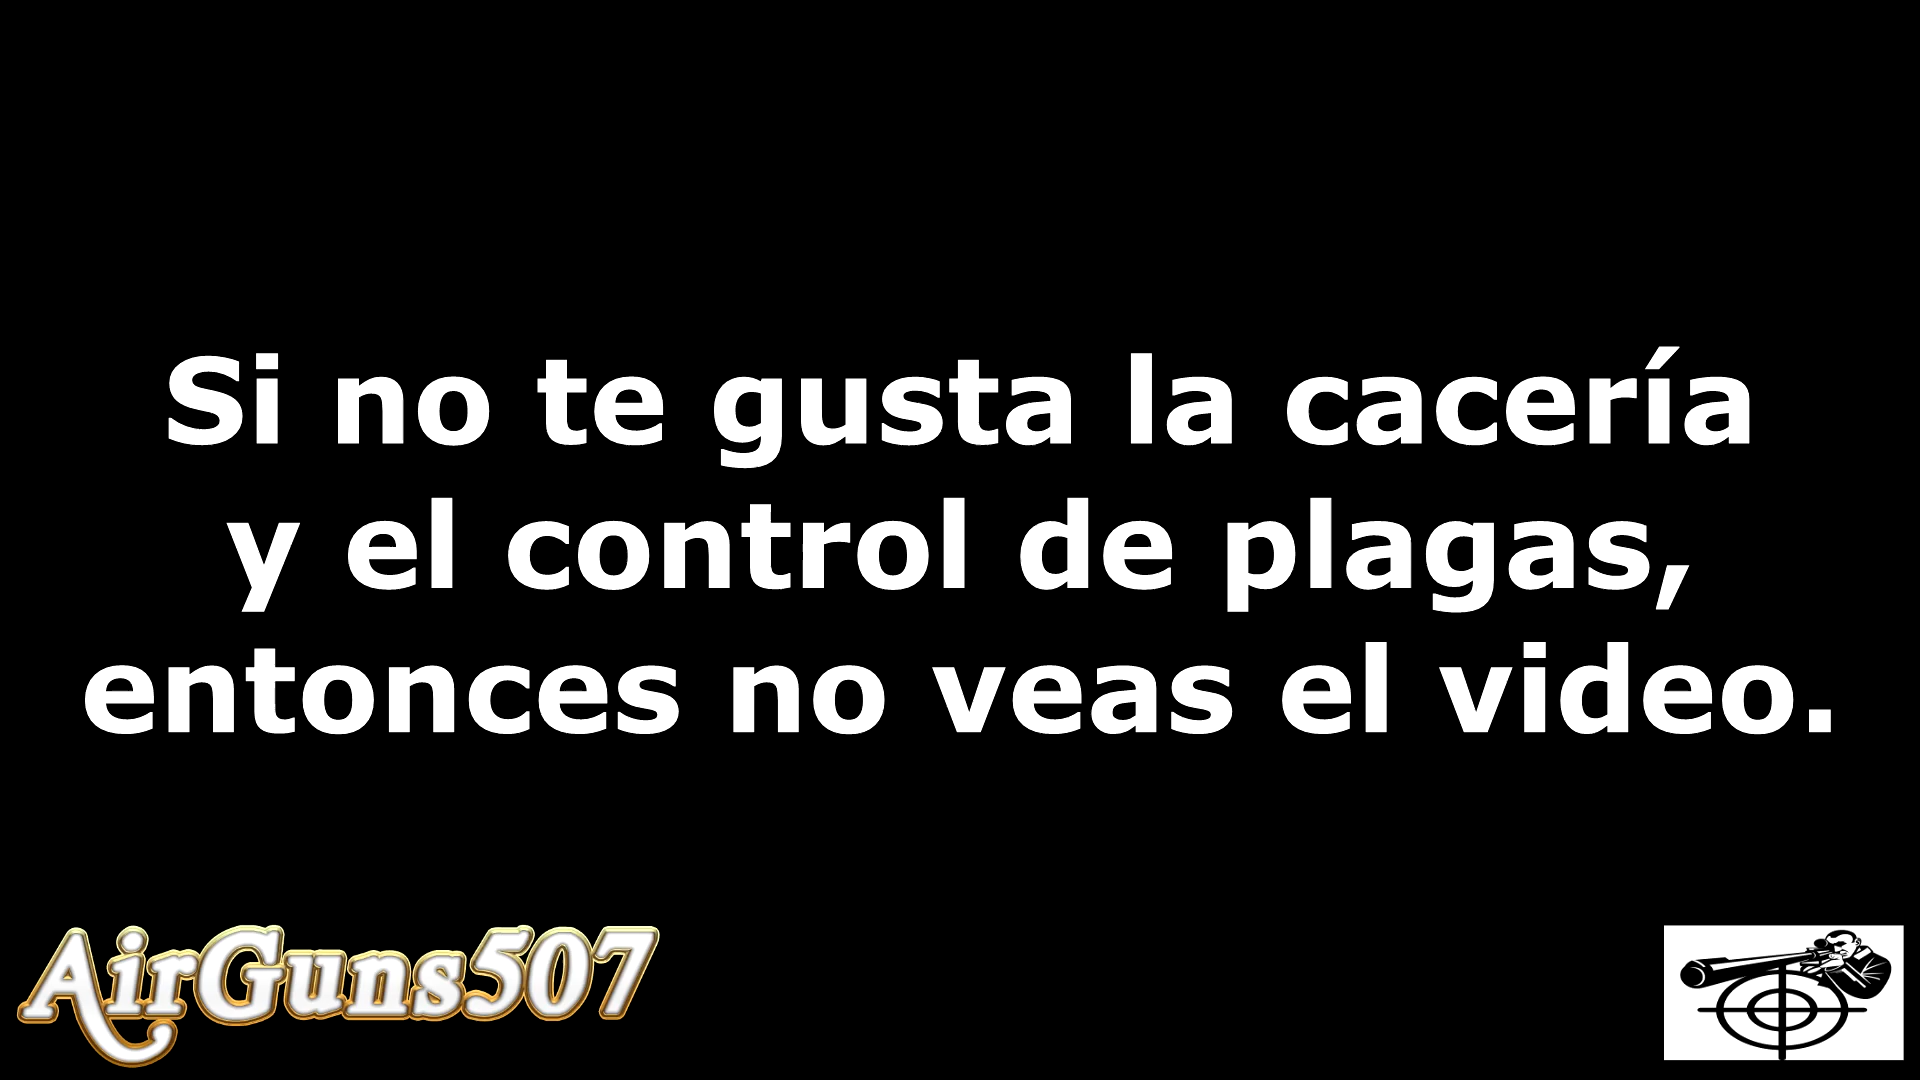 Si no te gusta la cacería
y el control de plagas,
entonces no veas el video.
AirGuns507